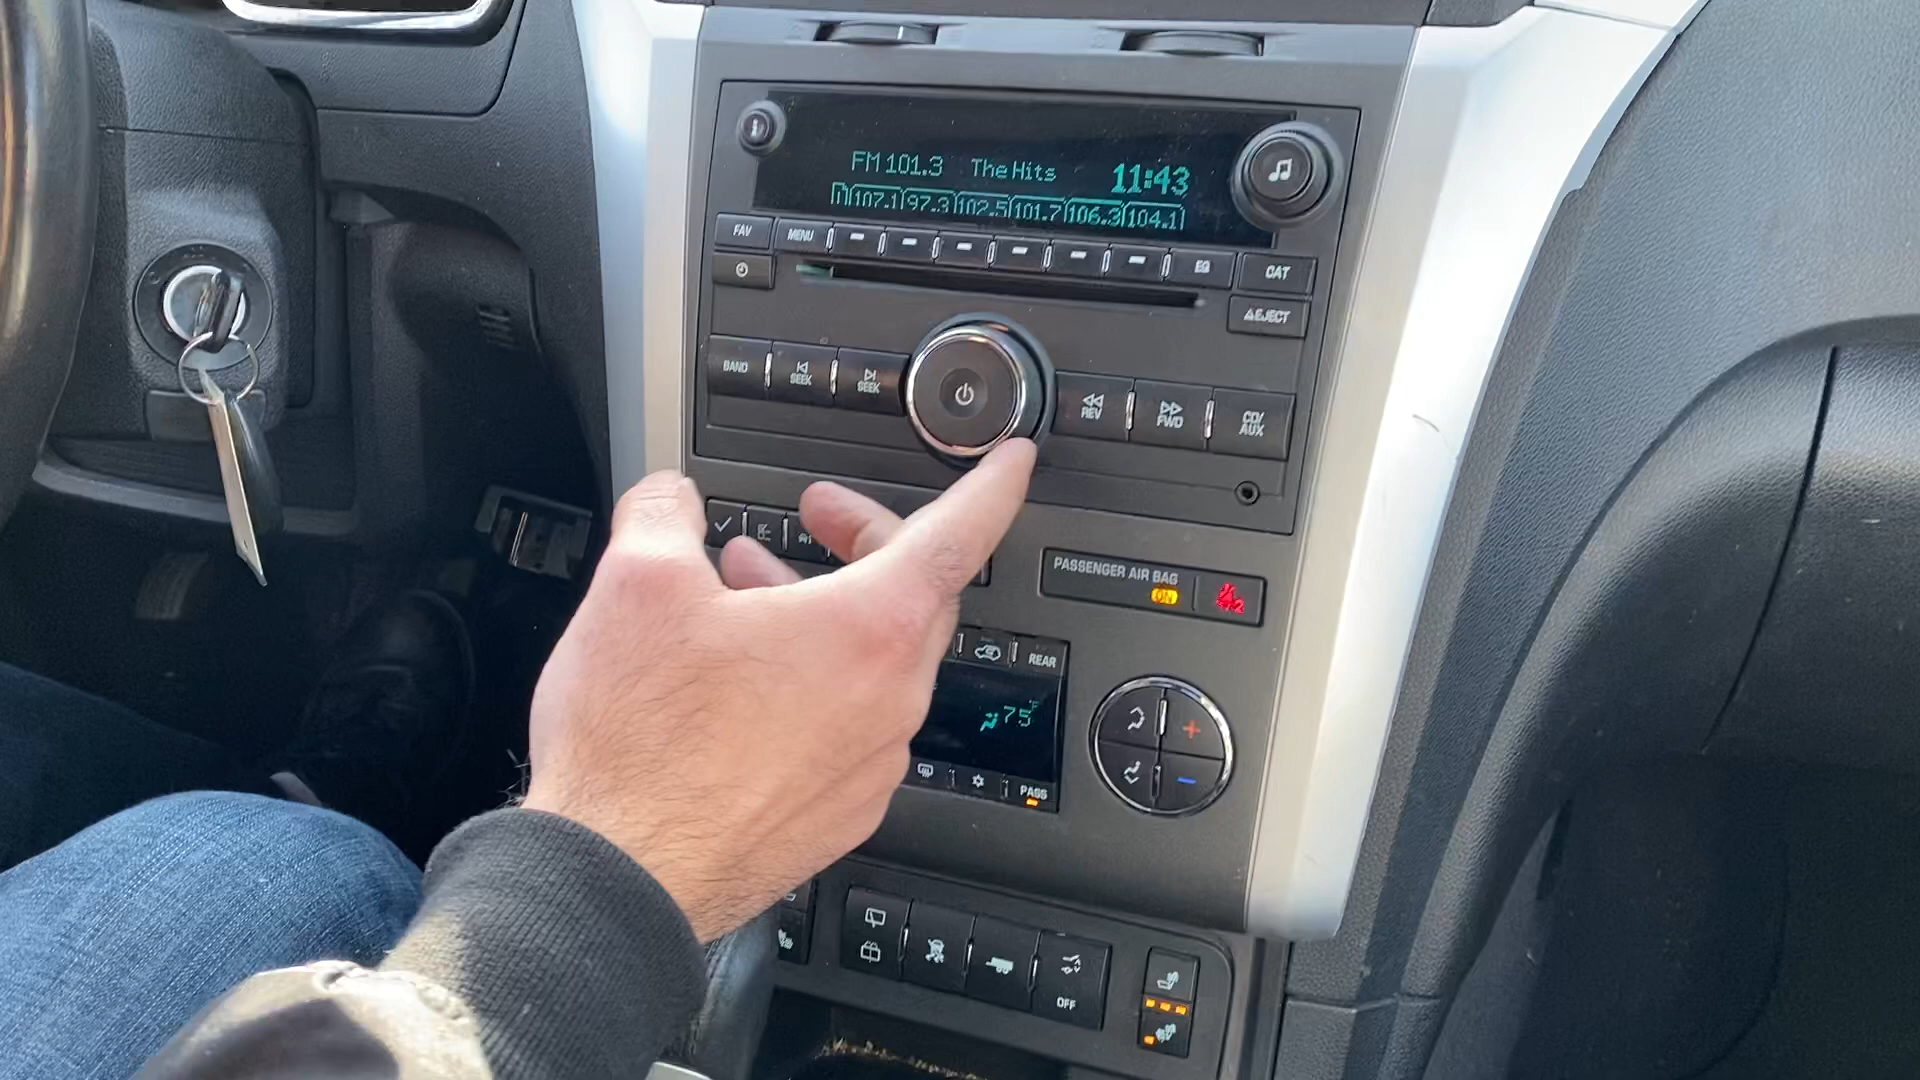 FM 101.3 The Hits 11:43
107.1 97.3 102.5 101.7 106.3 104.1
FAV MENU EQ CAT
EJECT
BAND SEEK SEEK REV FWD CD/
AUX
PASSENGER AIR BAG
ON 2
REAR
75°F
PASS
OFF